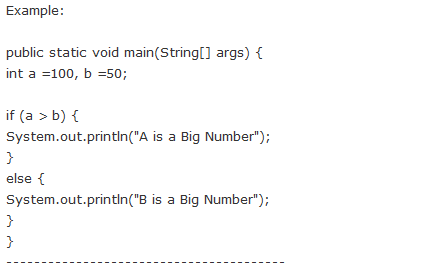 Example:
public static void main(String[] args) {
int a =100, b =50;
if (a > b) {
System.out.println("A is a Big Number");
}
else {
System.out.println("B is a Big Number");
}
}
----------------------------------------